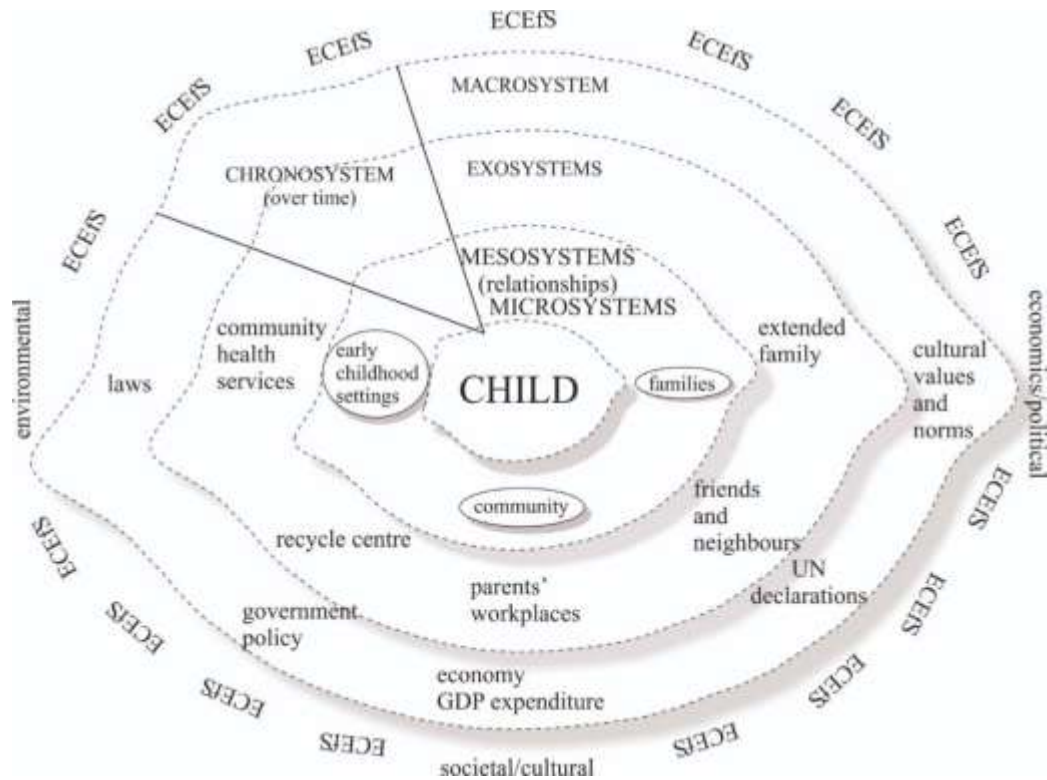 ECEfS
ECEfS
ECEfS
ECEfS
ECEfS
ECEfS
ECEfS
ECEfS
MACROSYSTEM
EXOSYSTEMS
CHRONOSYSTEM
(over time)
MESOSYSTEMS
(relationships)
MICROSYSTEMS
environmental
laws
community
health
services
early
childhood
settings
CHILD
families
extended
family
cultural
values
and
norms
economics/political
community
friends
and
neighbours
recycle centre
parents'
workplaces
UN
declarations
government
policy
economy
GDP expenditure
ECEfS
ECEfS
ECEfS
ECEfS
ECEfS
ECEfS
ECEfS
ECEfS
societal/cultural